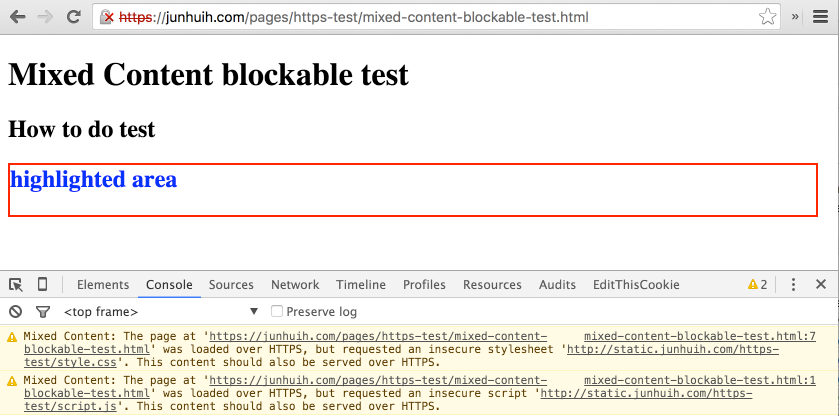 https://junhuih.com/pages/https-test/mixed-content-blockable-test.html
»
Mixed Content blockable test
How to do test
highlighted area
Elements Console Sources Network Timeline Profiles Resources Audits EditThisCookie 2
<top frame> Preserve log
Mixed Content: The page at 'https://junhuih.com/pages/https-test/mixed-content- mixed-content-blockable-test.html:7
blockable-test.html' was loaded over HTTPS, but requested an insecure stylesheet 'http://static.junhuih.com/https-
test/style.css'. This content should also be served over HTTPS.
Mixed Content: The page at 'https://junhuih.com/pages/https-test/mixed-content- mixed-content-blockable-test.html:1
blockable-test.html' was loaded over HTTPS, but requested an insecure script 'http://static.junhuih.com/https-
test/script.js'. This content should also be served over HTTPS.